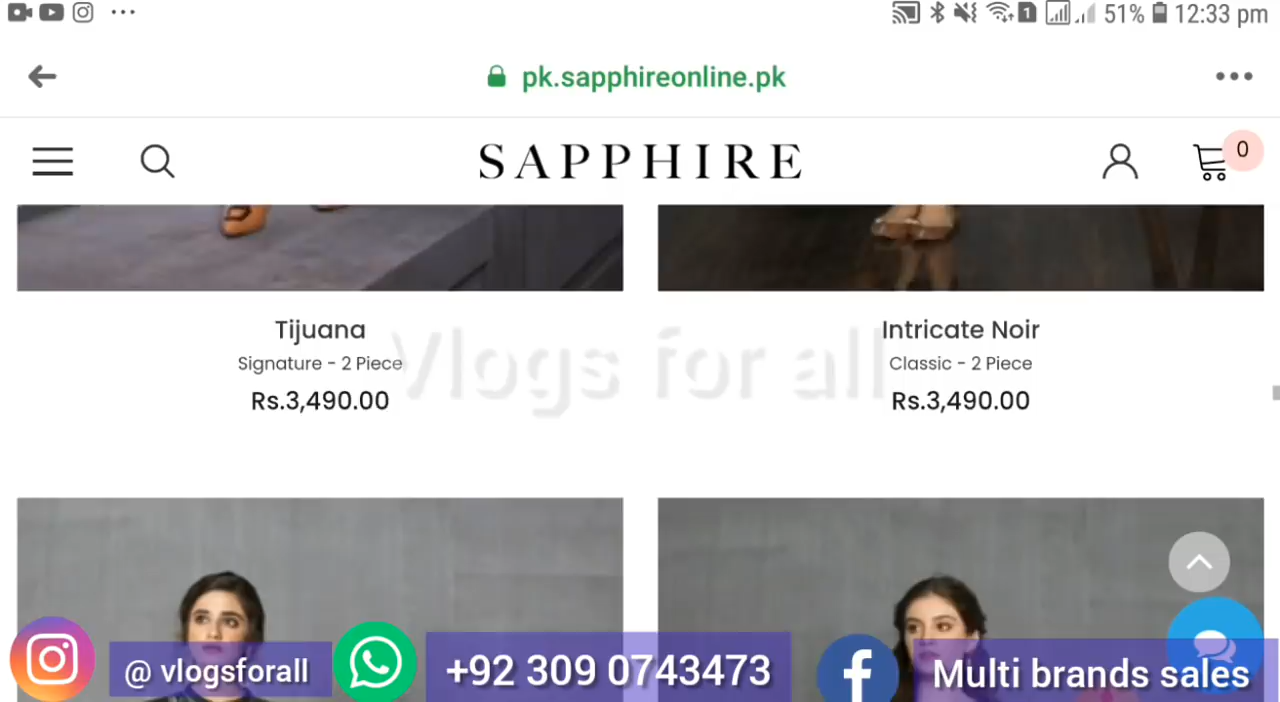 51% 12:33 pm
1
pk.sapphireonline.pk
SAPPHIRE
0
Tijuana
Signature - 2 Piece
Rs.3,490.00
Intricate Noir
Classic - 2 Piece
Rs.3,490.00
Vlogs for all
@ vlogsforall
+92 309 0743473
Multi brands sales